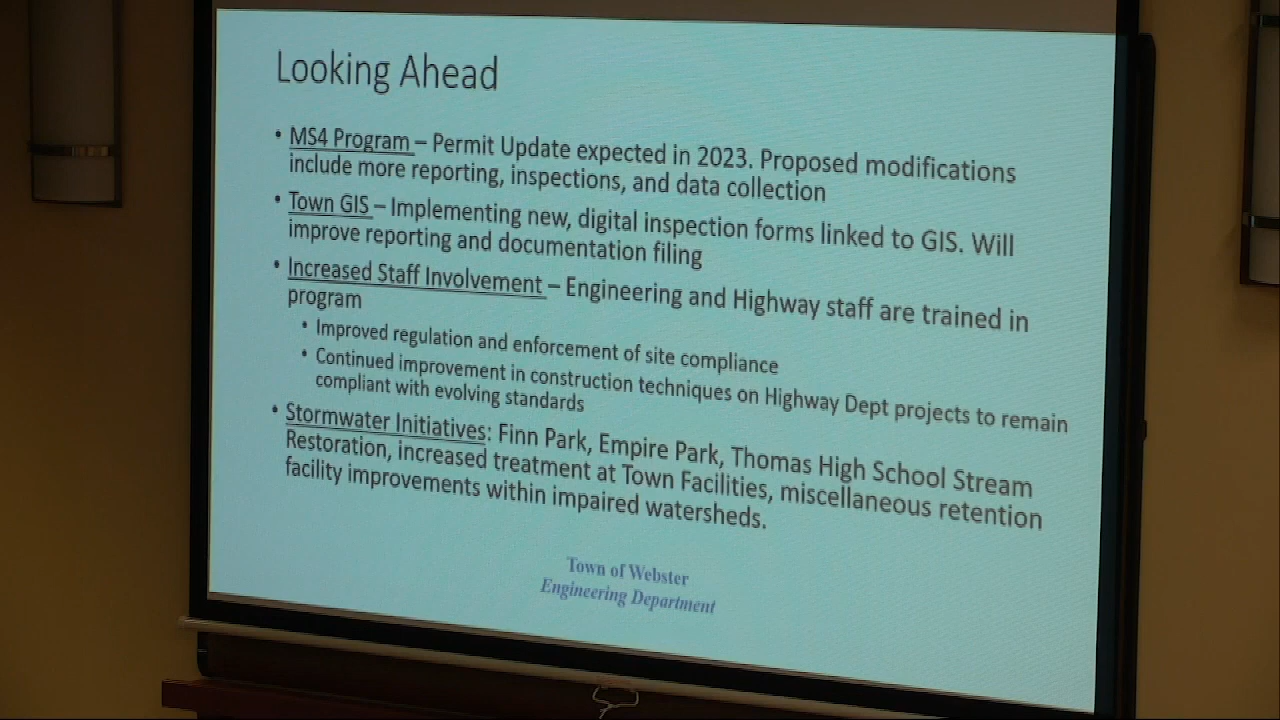 Looking Ahead
• MS4 Program – Permit Update expected in 2023. Proposed modifications
include more reporting, inspections, and data collection
• Town GIS – Implementing new, digital inspection forms linked to GIS. Will
improve reporting and documentation filing
• Increased Staff Involvement – Engineering and Highway staff are trained in
program
• Improved regulation and enforcement of site compliance
• Continued improvement in construction techniques on Highway Dept projects to remain
compliant with evolving standards
• Stormwater Initiatives: Finn Park, Empire Park, Thomas High School Stream
Restoration, increased treatment at Town Facilities, miscellaneous retention
facility improvements within impaired watersheds.
Town of Webster
Engineering Department